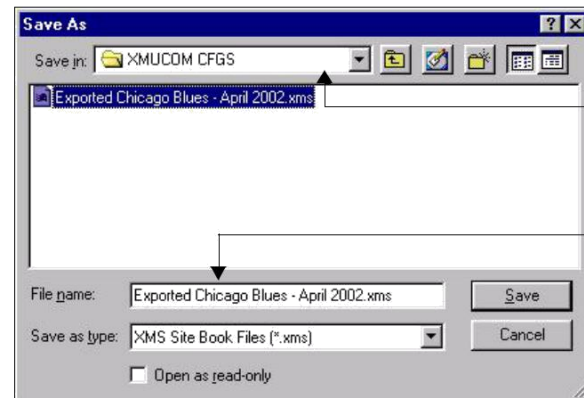 Save As
Save in: XMUCOM CFGS
Exported Chicago Blues - April 2002.xms
File name: Exported Chicago Blues - April 2002.xms Save
Save as type: XMS Site Book Files (*.xms) Cancel
Open as read-only